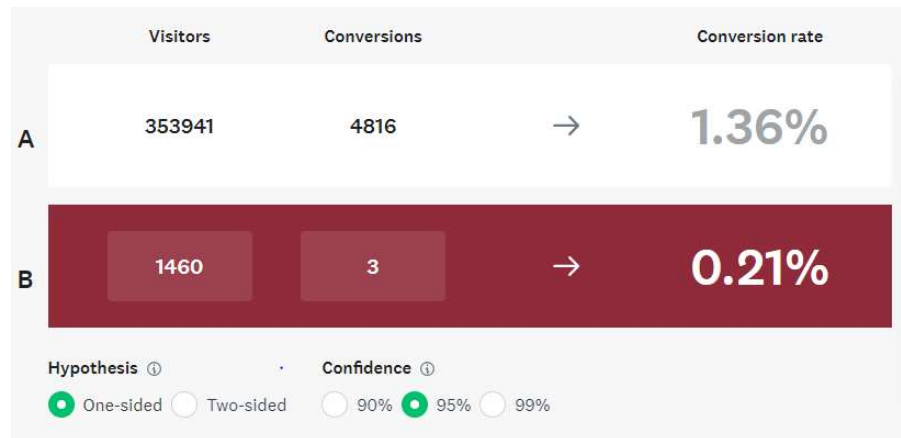 Visitors Conversions Conversion rate
A 353941 4816 → 1.36%
B 1460 3 → 0.21%
Hypothesis ⓘ Confidence ⓘ
One-sided Two-sided 90% 95% 99%